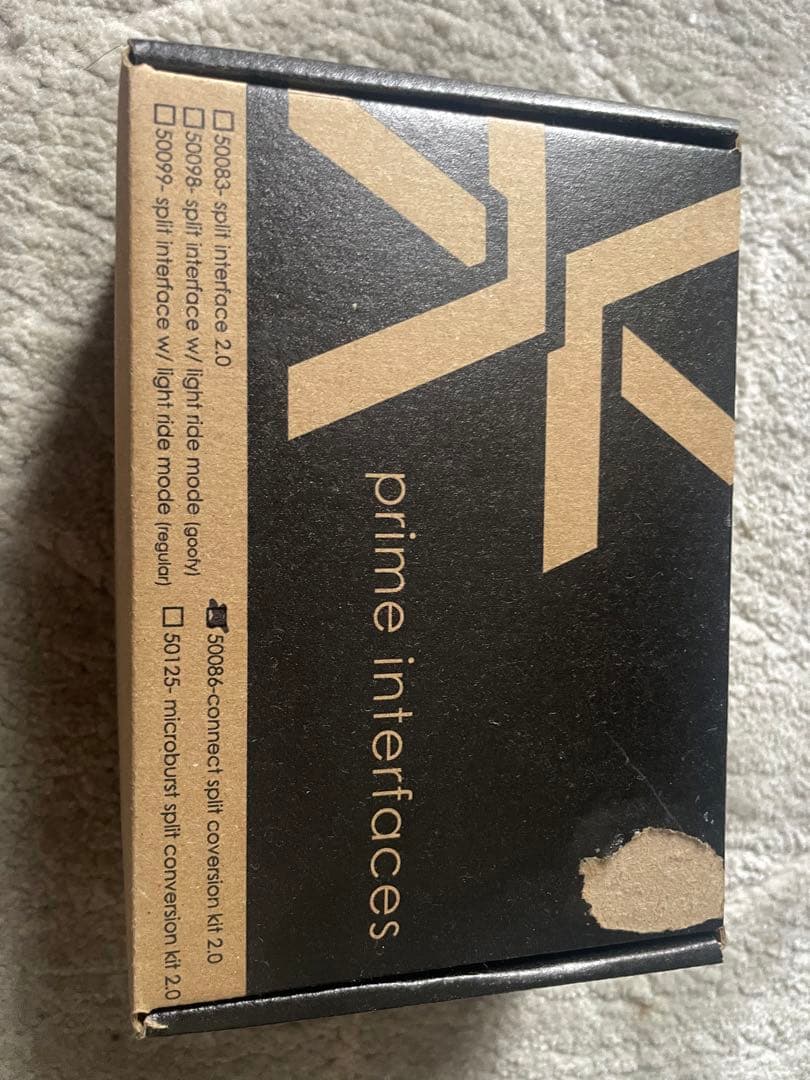 prime interfaces
50083- split interface 2.0
50098- split interface w/ light ride mode (goofy)
50099- split interface w/ light ride mode (regular)
50086-connect split coversion kit 2.0
50125- microburst split conversion kit 2.0